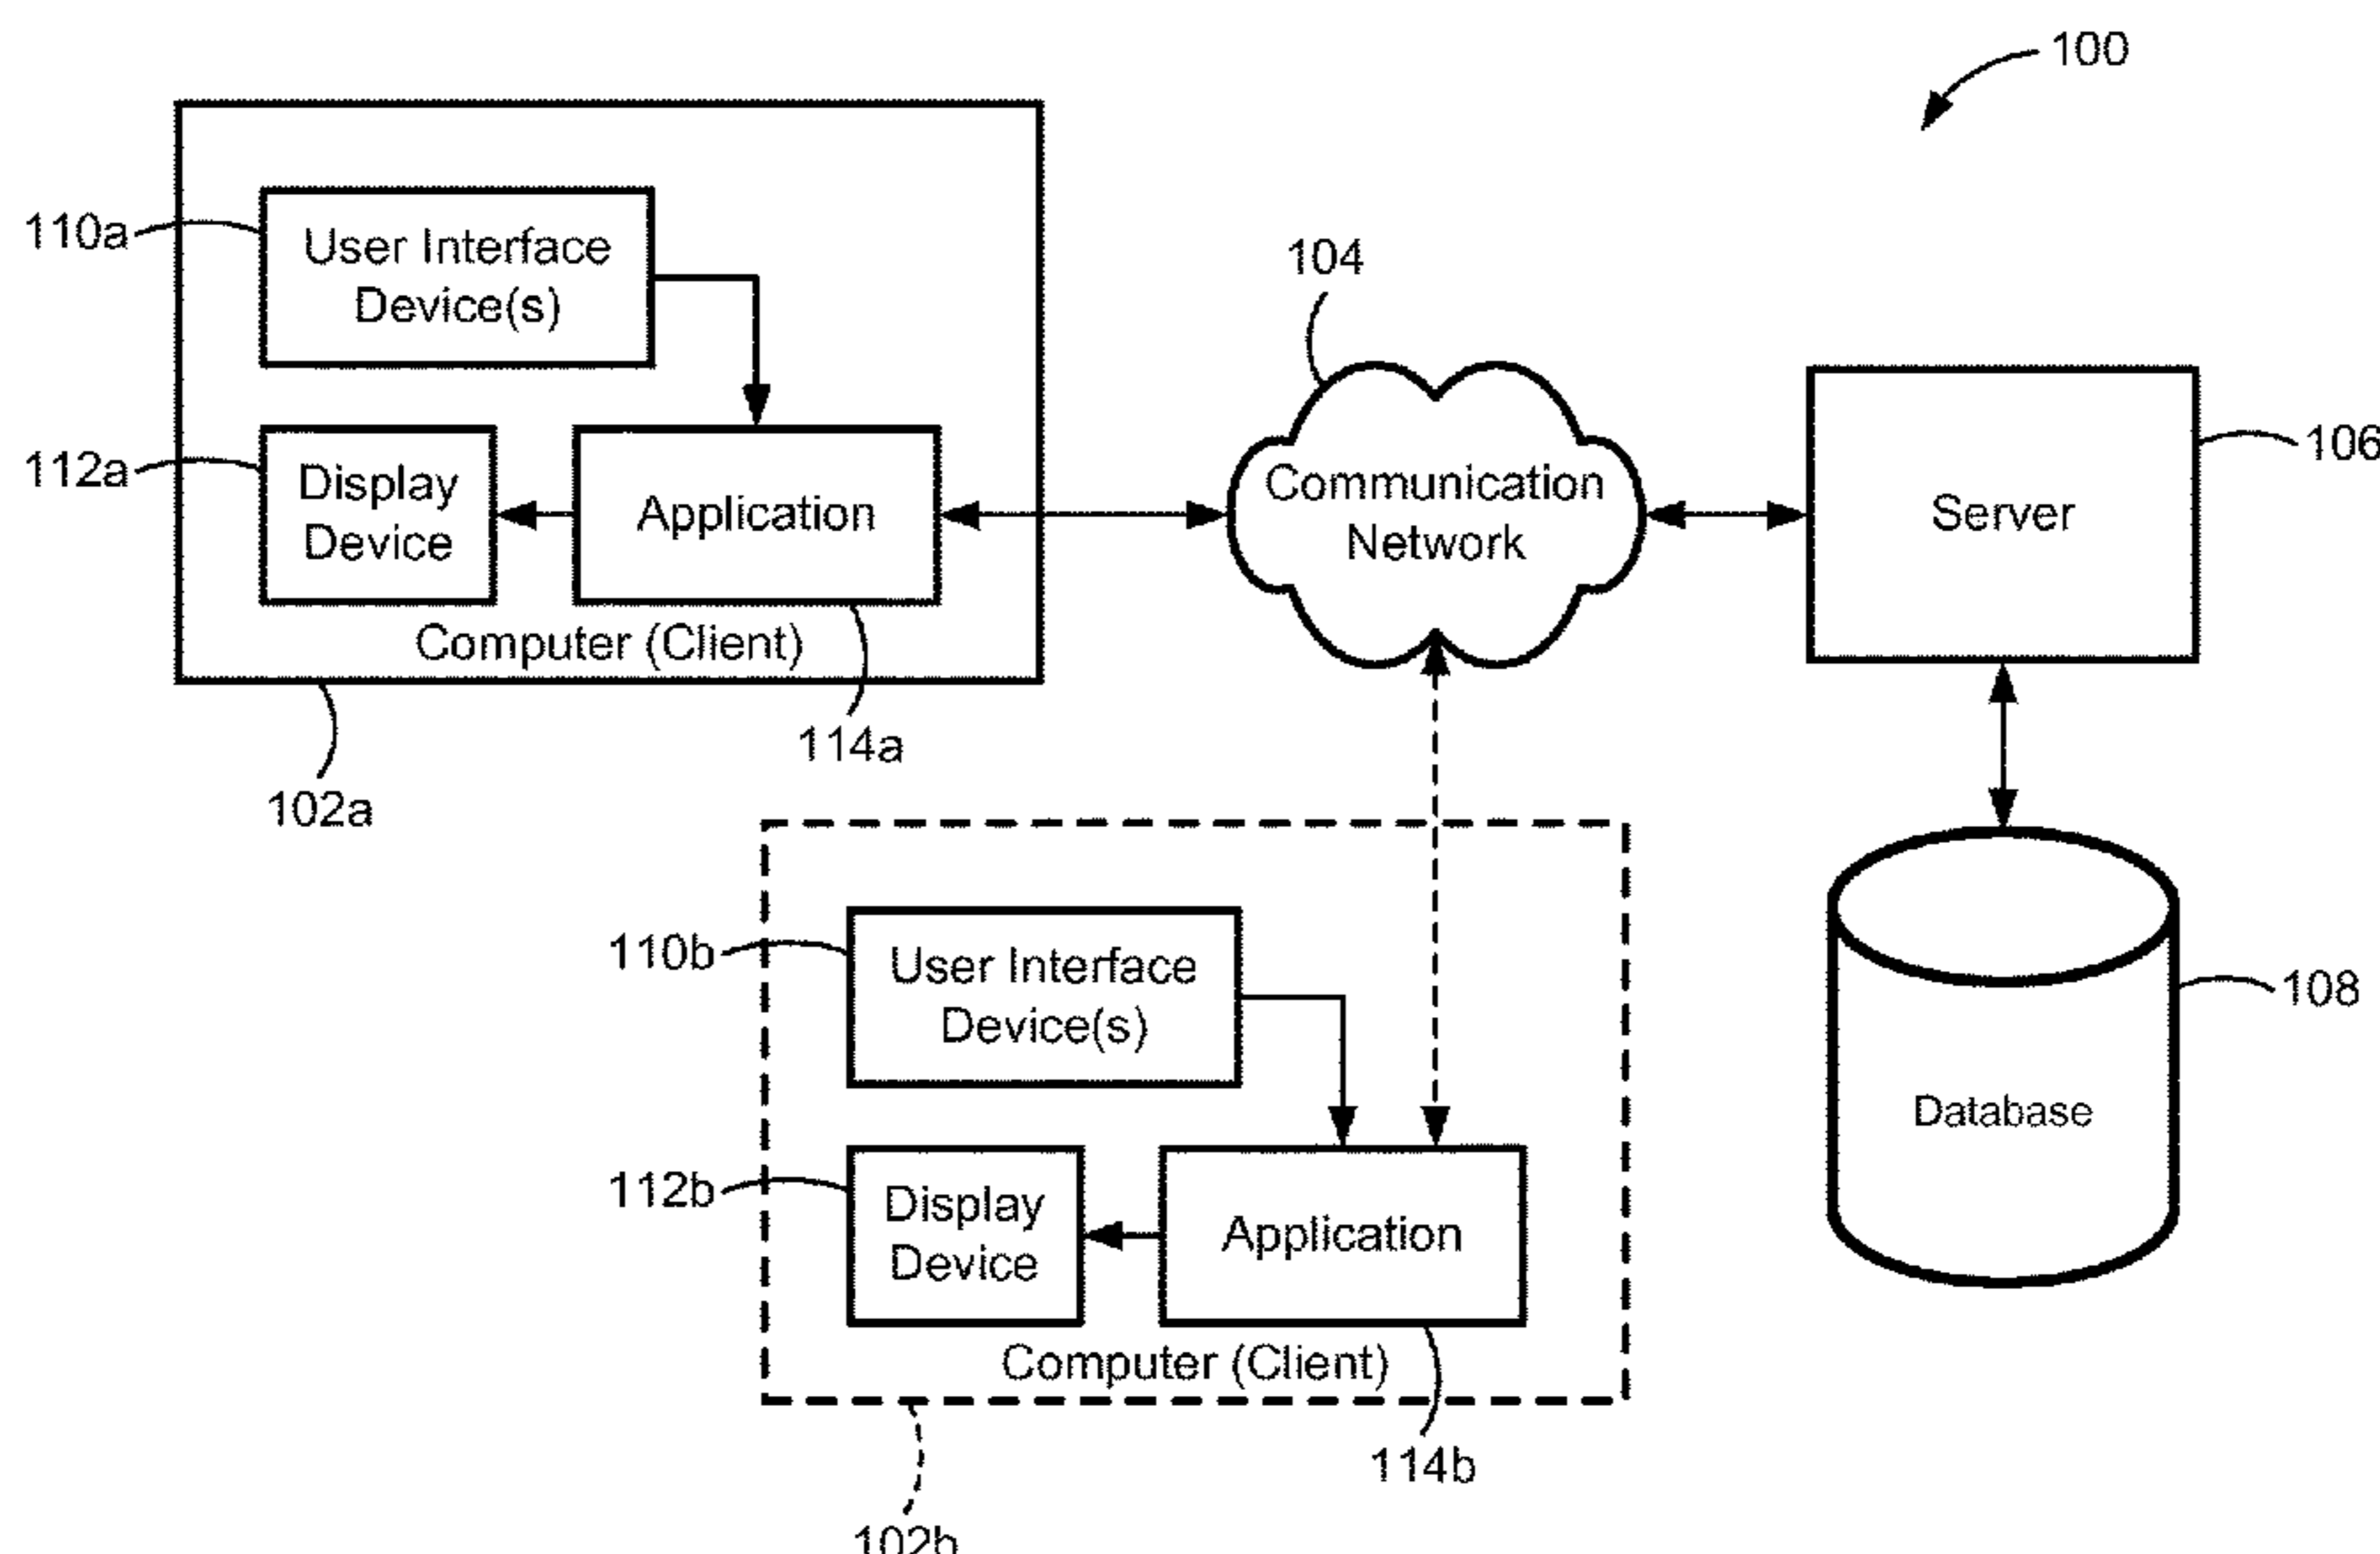 100
110a
User Interface
Device(s)
104
112a
Display
Device
Application
Communication
Network
Server
106
Computer (Client)
114a
102a
110b
User Interface
Device(s)
108
Database
112b
Display
Device
Application
Computer (Client)
114b
102b